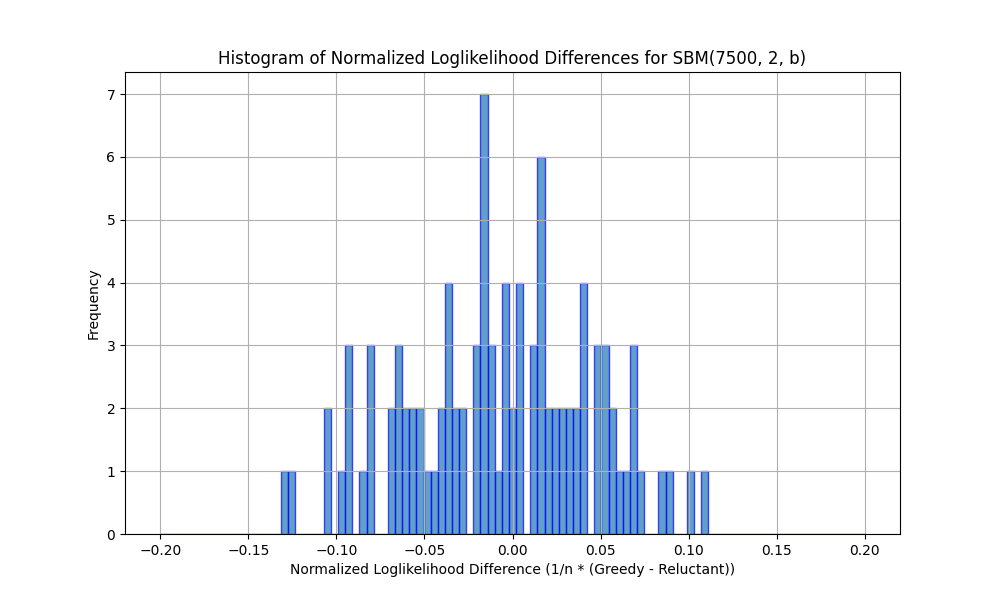 Histogram of Normalized Loglikelihood Differences for SBM(7500, 2, b)
7
6
5
4
3
2
1
0
Frequency
−0.20 −0.15 −0.10 −0.05 0.00 0.05 0.10 0.15 0.20
Normalized Loglikelihood Difference (1/n * (Greedy - Reluctant))